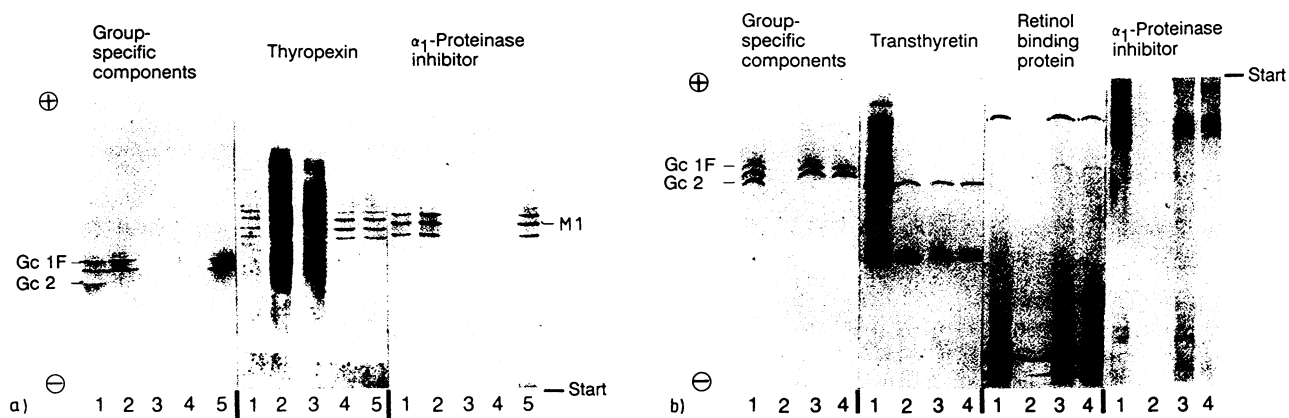 Group-
specific
components
Thyropexin
α1-Proteinase
inhibitor
⊕
Gc 1F
Gc 2
M1
⊖
Start
a)
1 2 3 4 5 1 2 3 4 5 1 2 3 4 5
Group-
specific
components
Transthyretin
Retinol
binding
protein
α1-Proteinase
inhibitor
⊕
Start
Gc 1F
Gc 2
⊖
b)
1 2 3 4 1 2 3 4 1 2 3 4 1 2 3 4